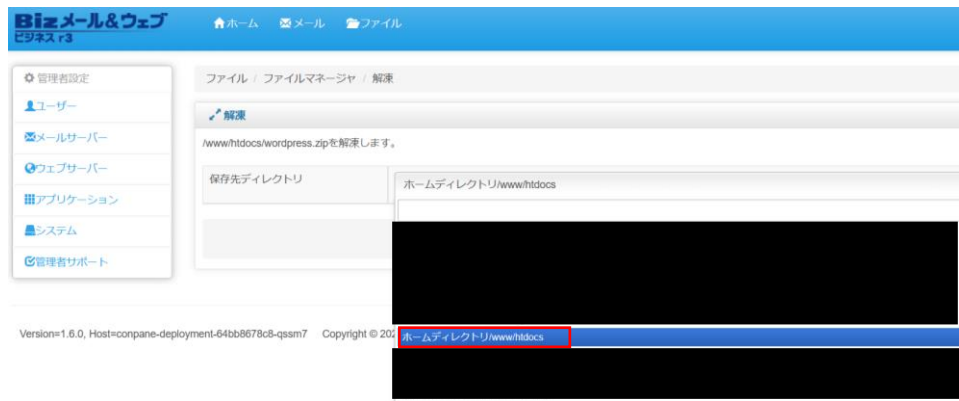 Bizメール&ウェブ
ビジネス r3
ホーム メール ファイル
管理者設定
ユーザー
メールサーバー
ウェブサーバー
アプリケーション
システム
管理者サポート
ファイル / ファイルマネージャ / 解凍
解凍
/www/htdocs/wordpress.zipを解凍します。
保存先ディレクトリ
ホームディレクトリ/www/htdocs
ホームディレクトリ/www/htdocs
Version=1.6.0, Host=conpane-deployment-64bb8678c8-qssm7 Copyright © 202